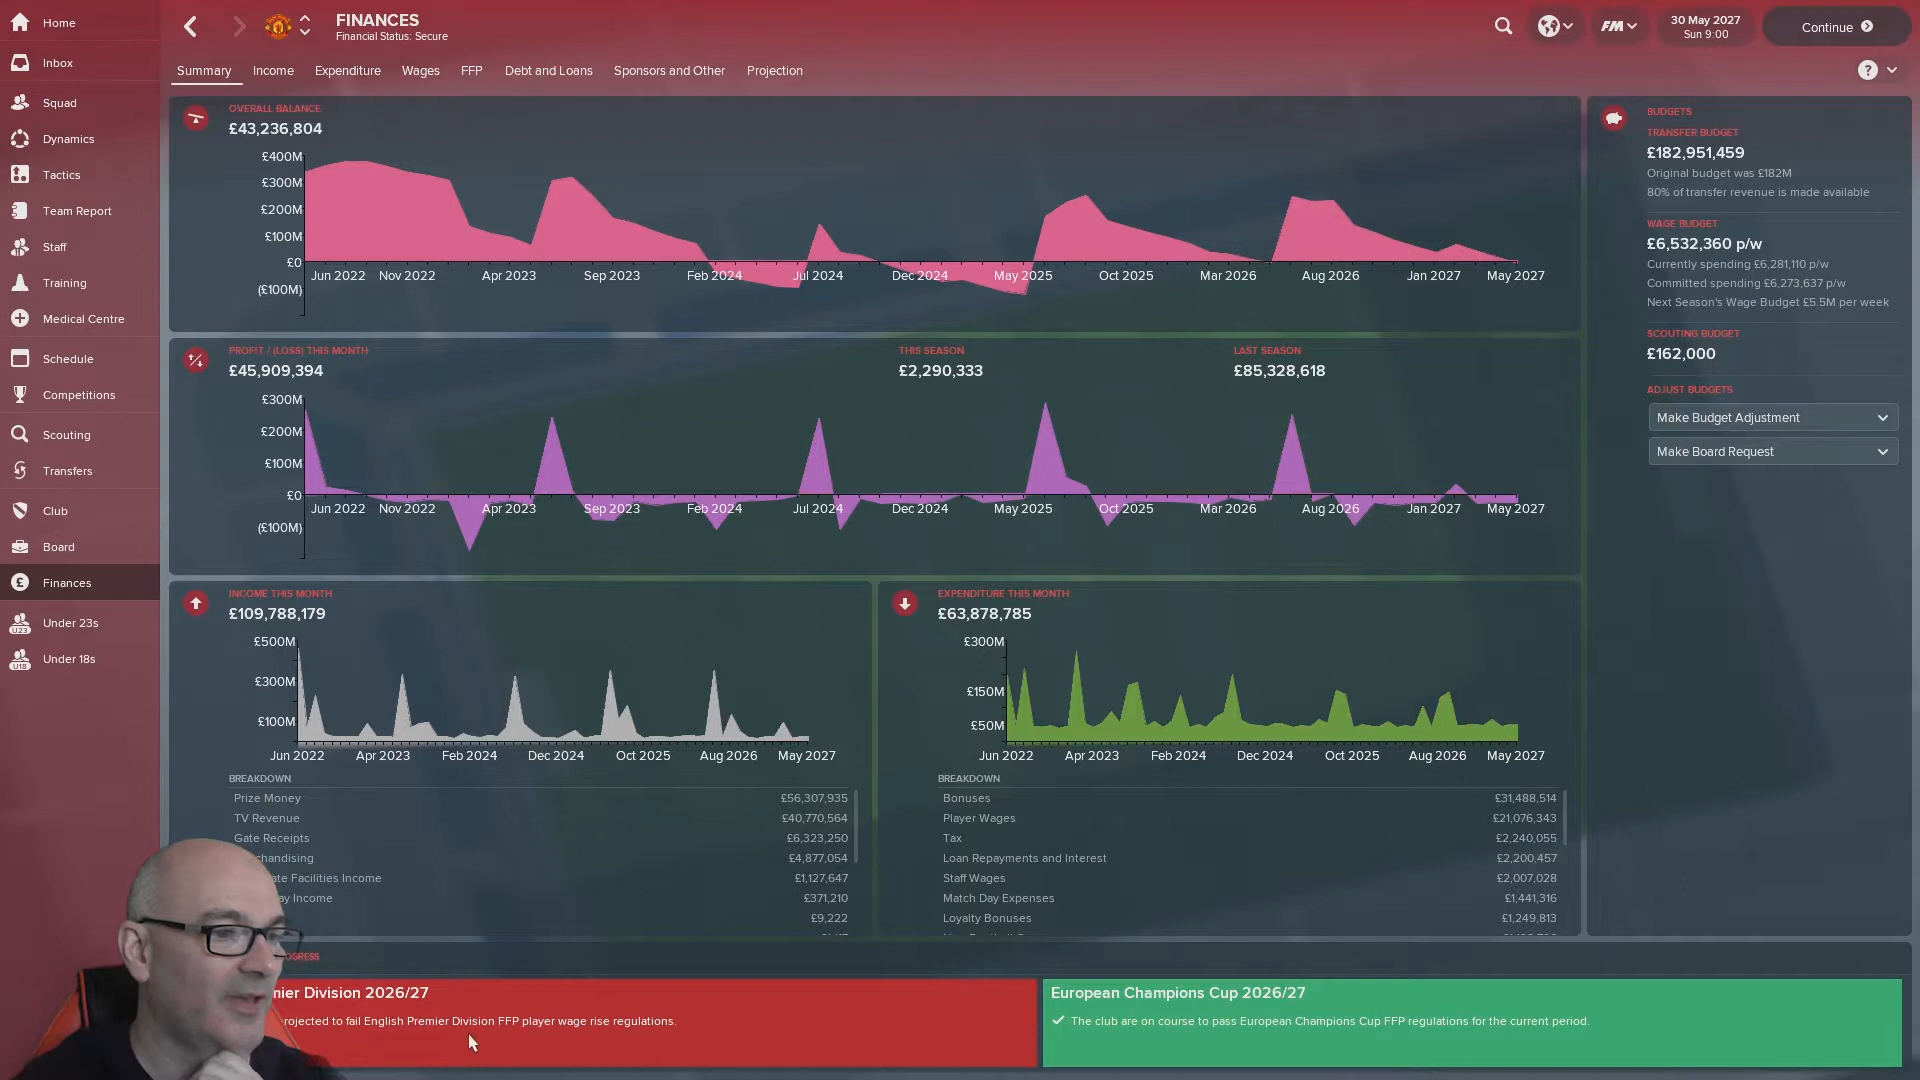 Home
Inbox
Squad
Dynamics
Tactics
Team Report
Staff
Training
Medical Centre
Schedule
Competitions
Scouting
Transfers
Club
Board
Finances
Under 23s
Under 18s
FINANCES
Financial Status: Secure
FM
30 May 2027
Sun 9:00
Continue
Summary Income Expenditure Wages FFP Debt and Loans Sponsors and Other Projection
?
OVERALL BALANCE
£43,236,804
£400M
£300M
£200M
£100M
£0
(£100M)
Jun 2022 Nov 2022 Apr 2023 Sep 2023 Feb 2024 Jul 2024 Dec 2024 May 2025 Oct 2025 Mar 2026 Aug 2026 Jan 2027 May 2027
PROFIT / (LOSS) THIS MONTH
£45,909,394
THIS SEASON
£2,290,333
LAST SEASON
£85,328,618
£300M
£200M
£100M
£0
(£100M)
Jun 2022 Nov 2022 Apr 2023 Sep 2023 Feb 2024 Jul 2024 Dec 2024 May 2025 Oct 2025 Mar 2026 Aug 2026 Jan 2027 May 2027
INCOME THIS MONTH
£109,788,179
£500M
£300M
£100M
Jun 2022 Apr 2023 Feb 2024 Dec 2024 Oct 2025 Aug 2026 May 2027
BREAKDOWN
Prize Money £56,307,935
TV Revenue £40,770,564
Gate Receipts £6,323,250
chandising £4,877,054
ate Facilities Income £1,127,647
ay Income £371,210
£9,222
EXPENDITURE THIS MONTH
£63,878,785
£300M
£150M
£50M
Jun 2022 Apr 2023 Feb 2024 Dec 2024 Oct 2025 Aug 2026 May 2027
BREAKDOWN
Bonuses £31,488,514
Player Wages £21,076,343
Tax £2,240,055
Loan Repayments and Interest £2,200,457
Staff Wages £2,007,028
Match Day Expenses £1,441,316
Loyalty Bonuses £1,249,813
BUDGETS
TRANSFER BUDGET
£182,951,459
Original budget was £182M
80% of transfer revenue is made available
WAGE BUDGET
£6,532,360 p/w
Currently spending £6,281,110 p/w
Committed spending £6,273,637 p/w
Next Season's Wage Budget £5.5M per week
SCOUTING BUDGET
£162,000
ADJUST BUDGETS
Make Budget Adjustment
Make Board Request
OGRESS
mier Division 2026/27
rojected to fail English Premier Division FFP player wage rise regulations.
European Champions Cup 2026/27
The club are on course to pass European Champions Cup FFP regulations for the current period.